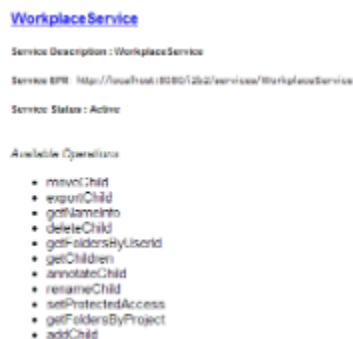 WorkplaceService
Service Description : WorkplaceService
Service EPR : http://localhost:8080/i2b2/services/WorkplaceService
Service Status : Active
Available Operations
moveChild
exportChild
getNameInfo
deleteChild
getFoldersByUserId
getChildren
annotateChild
renameChild
setProtectedAccess
getFoldersByProject
addChild